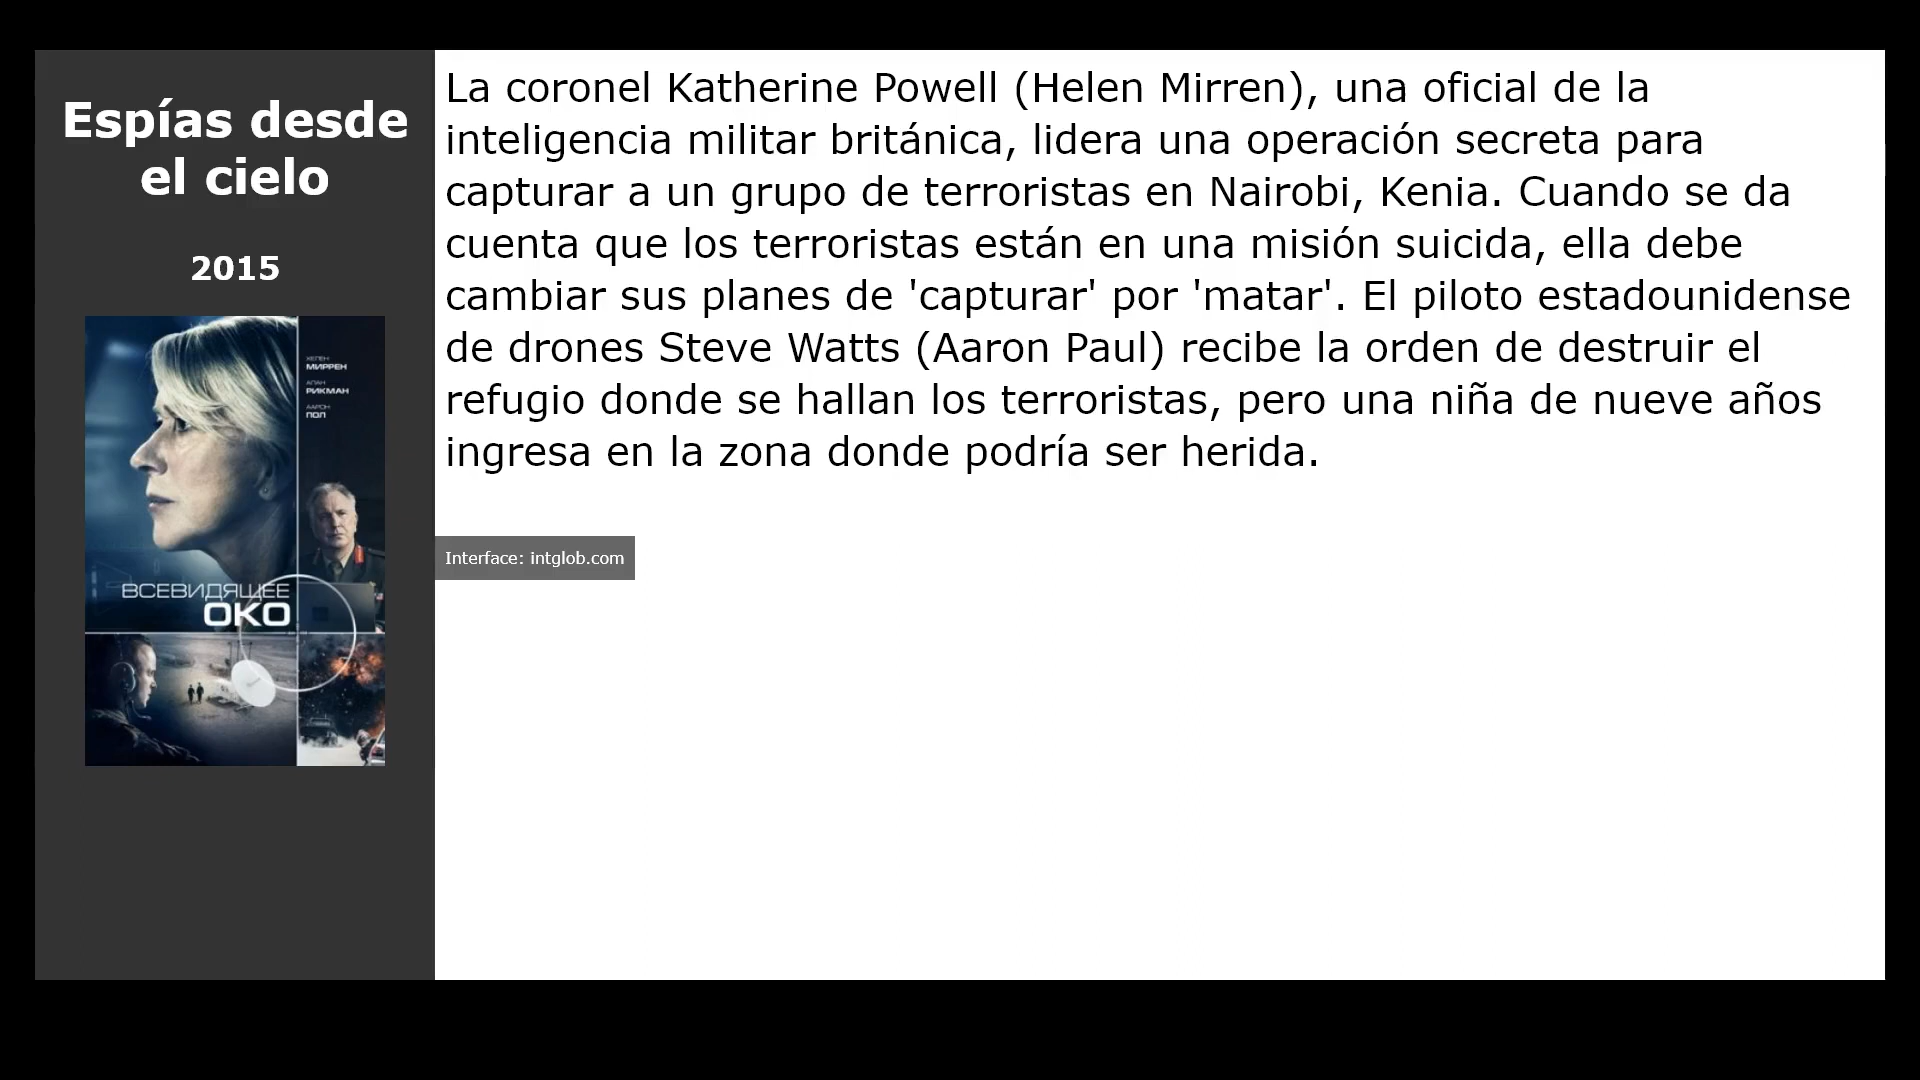 Espías desde
el cielo
2015
ХЕЛЕН
МИРРЕН
АЛАН
РИКМАН
ААРОН
ПОЛ
ВСЕВИДЯЩЕЕ
ОКО
La coronel Katherine Powell (Helen Mirren), una oficial de la
inteligencia militar británica, lidera una operación secreta para
capturar a un grupo de terroristas en Nairobi, Kenia. Cuando se da
cuenta que los terroristas están en una misión suicida, ella debe
cambiar sus planes de 'capturar' por 'matar'. El piloto estadounidense
de drones Steve Watts (Aaron Paul) recibe la orden de destruir el
refugio donde se hallan los terroristas, pero una niña de nueve años
ingresa en la zona donde podría ser herida.
Interface: intglob.com